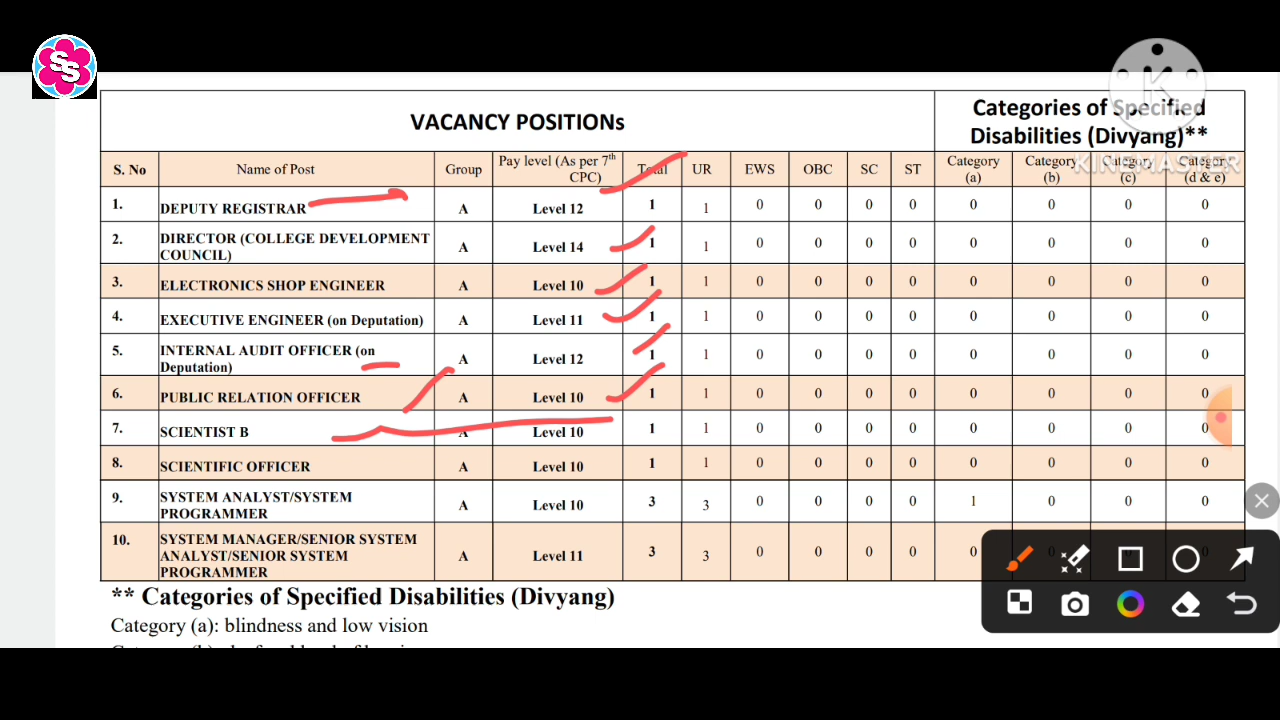 SS
VACANCY POSITIONs
Categories of Specified
Disabilities (Divyang)**
K
KINEMASTER
S. No Name of Post Group Pay level (As per 7th CPC) Total UR EWS OBC SC ST Category (a) Category (b) Category (c) Category (d & e)
1. DEPUTY REGISTRAR A Level 12 1 1 0 0 0 0 0 0 0 0
2. DIRECTOR (COLLEGE DEVELOPMENT COUNCIL) A Level 14 1 1 0 0 0 0 0 0 0 0
3. ELECTRONICS SHOP ENGINEER A Level 10 1 1 0 0 0 0 0 0 0 0
4. EXECUTIVE ENGINEER (on Deputation) A Level 11 1 1 0 0 0 0 0 0 0 0
5. INTERNAL AUDIT OFFICER (on Deputation) A Level 12 1 1 0 0 0 0 0 0 0 0
6. PUBLIC RELATION OFFICER A Level 10 1 1 0 0 0 0 0 0 0 0
7. SCIENTIST B A Level 10 1 1 0 0 0 0 0 0 0 0
8. SCIENTIFIC OFFICER A Level 10 1 1 0 0 0 0 0 0 0 0
9. SYSTEM ANALYST/SYSTEM PROGRAMMER A Level 10 3 3 0 0 0 0 1 0 0 0
10. SYSTEM MANAGER/SENIOR SYSTEM ANALYST/SENIOR SYSTEM PROGRAMMER A Level 11 3 3 0 0 0 0 0 0 0 0
** Categories of Specified Disabilities (Divyang)
Category (a): blindness and low vision